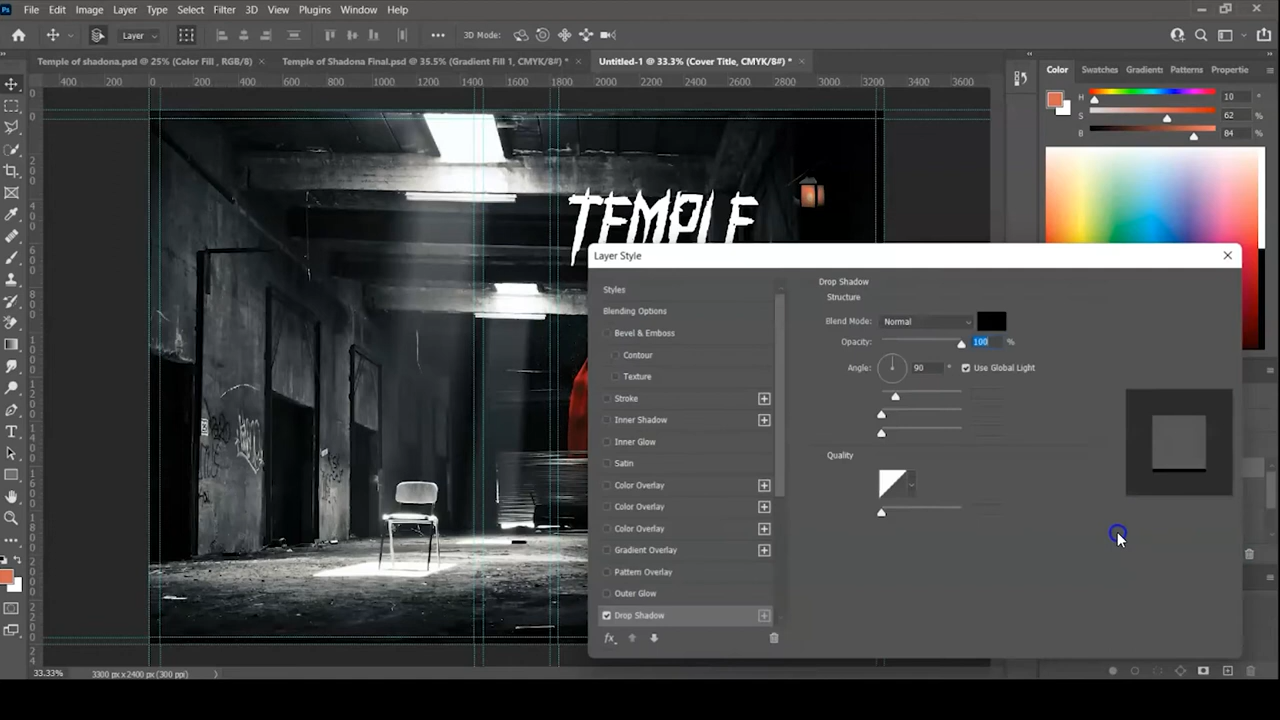 Ps File Edit Image Layer Type Select Filter 3D View Plugins Window Help
Layer 3D Mode:
Temple of shadona.psd @ 25% (Color Fill , RGB/8) Temple of Shadona Final.psd @ 35.5% (Gradient Fill 1, CMYK/8#) * Untitled-1 @ 33.3% (Cover Title, CMYK/8#) *
Color Swatches Gradients Patterns Propertie
400 200 0 200 400 600 800 1000 1200 1400 1600 1800 2000 2200 2400 2600 2800 3000 3200 3400 3600
H 10 °
S 62 %
B 84 %
TEMPLE
Layer Style
Styles
Blending Options
Bevel & Emboss
Contour
Texture
Stroke
Inner Shadow
Inner Glow
Satin
Color Overlay
Color Overlay
Color Overlay
Gradient Overlay
Pattern Overlay
Outer Glow
Drop Shadow
fx
Drop Shadow
Structure
Blend Mode: Normal
Opacity: 100 %
Angle: 90 ° Use Global Light
Quality
33.33% 3300 px x 2400 px (300 ppi)